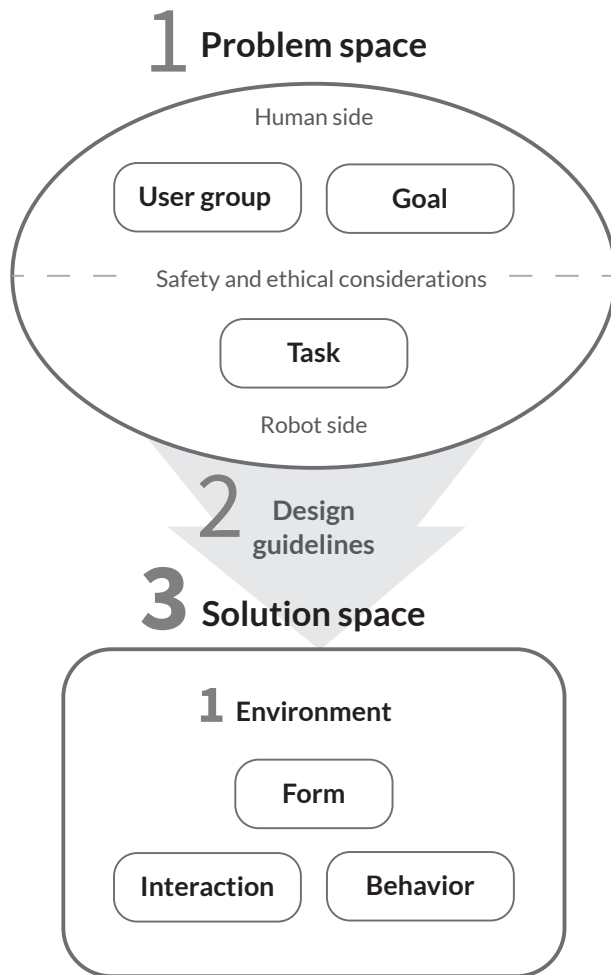 1 Problem space
Human side
User group
Goal
Safety and ethical considerations
Task
Robot side
2 Design
guidelines
3 Solution space
1 Environment
Form
Interaction
Behavior